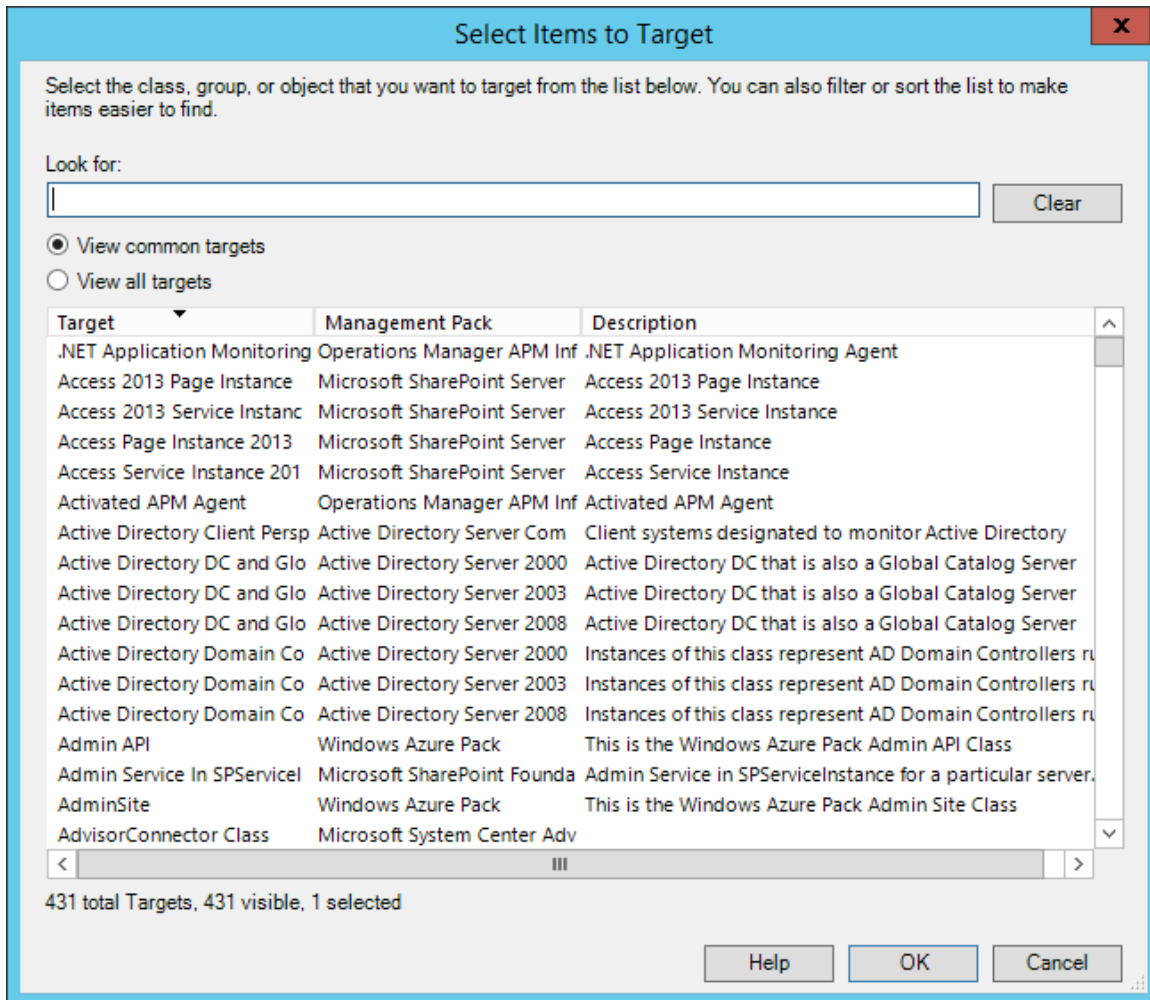 Select Items to Target
x
Select the class, group, or object that you want to target from the list below. You can also filter or sort the list to make
items easier to find.
Look for:
Clear
View common targets
View all targets
Target Management Pack Description
.NET Application Monitoring Operations Manager APM Inf .NET Application Monitoring Agent
Access 2013 Page Instance Microsoft SharePoint Server Access 2013 Page Instance
Access 2013 Service Instanc Microsoft SharePoint Server Access 2013 Service Instance
Access Page Instance 2013 Microsoft SharePoint Server Access Page Instance
Access Service Instance 201 Microsoft SharePoint Server Access Service Instance
Activated APM Agent Operations Manager APM Inf Activated APM Agent
Active Directory Client Persp Active Directory Server Com Client systems designated to monitor Active Directory
Active Directory DC and Glo Active Directory Server 2000 Active Directory DC that is also a Global Catalog Server
Active Directory DC and Glo Active Directory Server 2003 Active Directory DC that is also a Global Catalog Server
Active Directory DC and Glo Active Directory Server 2008 Active Directory DC that is also a Global Catalog Server
Active Directory Domain Co Active Directory Server 2000 Instances of this class represent AD Domain Controllers ru
Active Directory Domain Co Active Directory Server 2003 Instances of this class represent AD Domain Controllers ru
Active Directory Domain Co Active Directory Server 2008 Instances of this class represent AD Domain Controllers ru
Admin API Windows Azure Pack This is the Windows Azure Pack Admin API Class
Admin Service In SPServiceI Microsoft SharePoint Founda Admin Service in SPServiceInstance for a particular server.
AdminSite Windows Azure Pack This is the Windows Azure Pack Admin Site Class
AdvisorConnector Class Microsoft System Center Adv
431 total Targets, 431 visible, 1 selected
Help OK Cancel